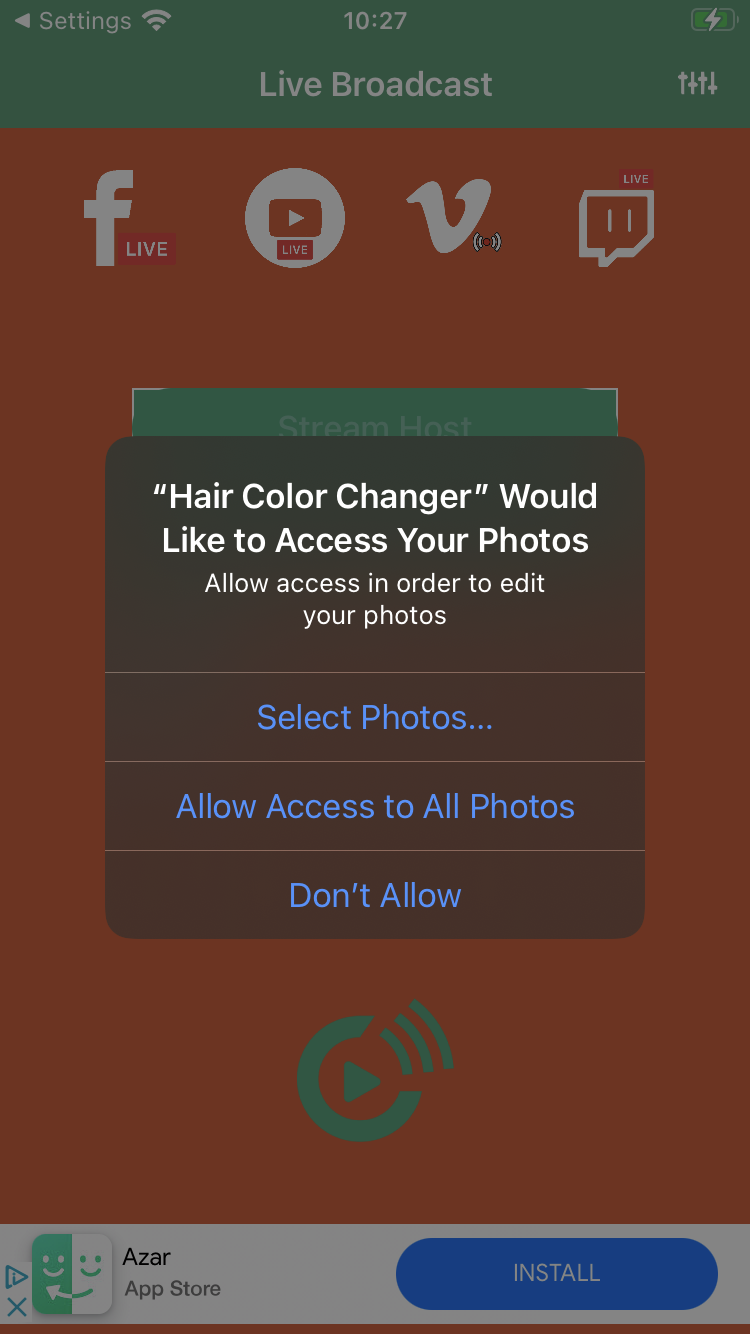 Settings 10:27
Live Broadcast
LIVE
LIVE
LIVE
Stream Host
“Hair Color Changer” Would
Like to Access Your Photos
Allow access in order to edit
your photos
Select Photos...
Allow Access to All Photos
Don’t Allow
Azar
App Store
INSTALL